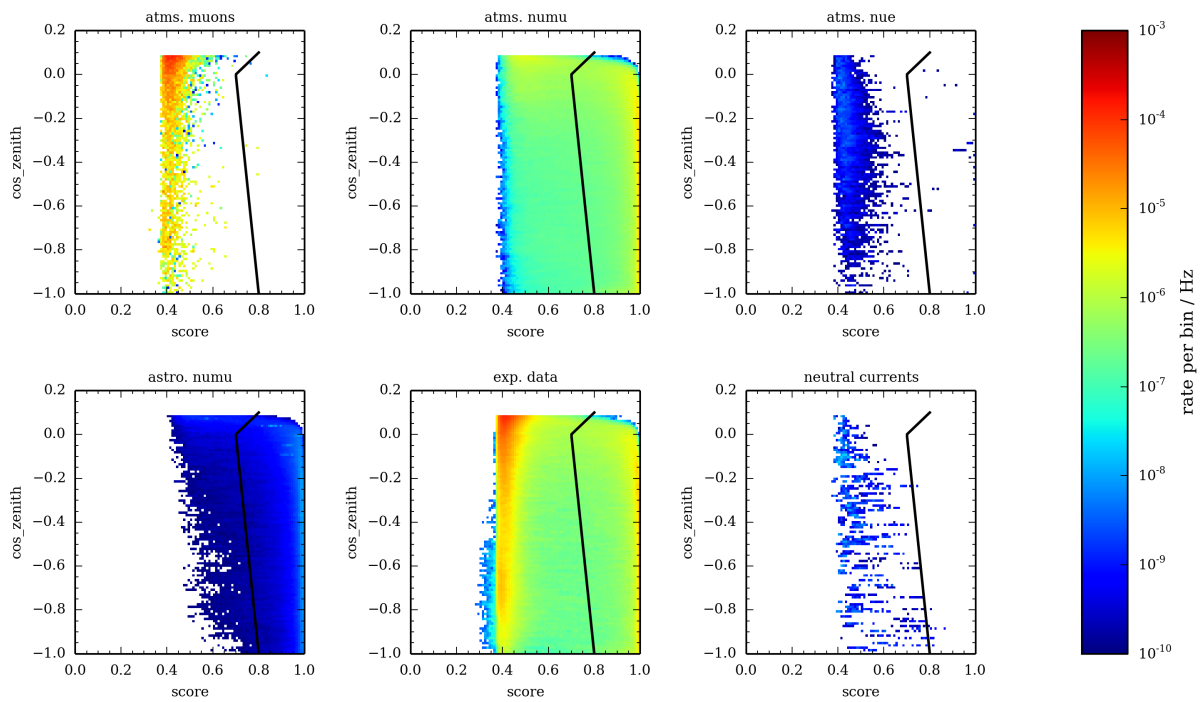 atms. muons
0.2
0.0
−0.2
−0.4
−0.6
−0.8
−1.0
cos_zenith
0.0 0.2 0.4 0.6 0.8 1.0
score
atms. numu
0.2
0.0
−0.2
−0.4
−0.6
−0.8
−1.0
cos_zenith
0.0 0.2 0.4 0.6 0.8 1.0
score
atms. nue
0.2
0.0
−0.2
−0.4
−0.6
−0.8
−1.0
cos_zenith
0.0 0.2 0.4 0.6 0.8 1.0
score
astro. numu
0.2
0.0
−0.2
−0.4
−0.6
−0.8
−1.0
cos_zenith
0.0 0.2 0.4 0.6 0.8 1.0
score
exp. data
0.2
0.0
−0.2
−0.4
−0.6
−0.8
−1.0
cos_zenith
0.0 0.2 0.4 0.6 0.8 1.0
score
neutral currents
0.2
0.0
−0.2
−0.4
−0.6
−0.8
−1.0
cos_zenith
0.0 0.2 0.4 0.6 0.8 1.0
score
10⁻³
10⁻⁴
10⁻⁵
10⁻⁶
10⁻⁷
10⁻⁸
10⁻⁹
10⁻¹⁰
rate per bin / Hz